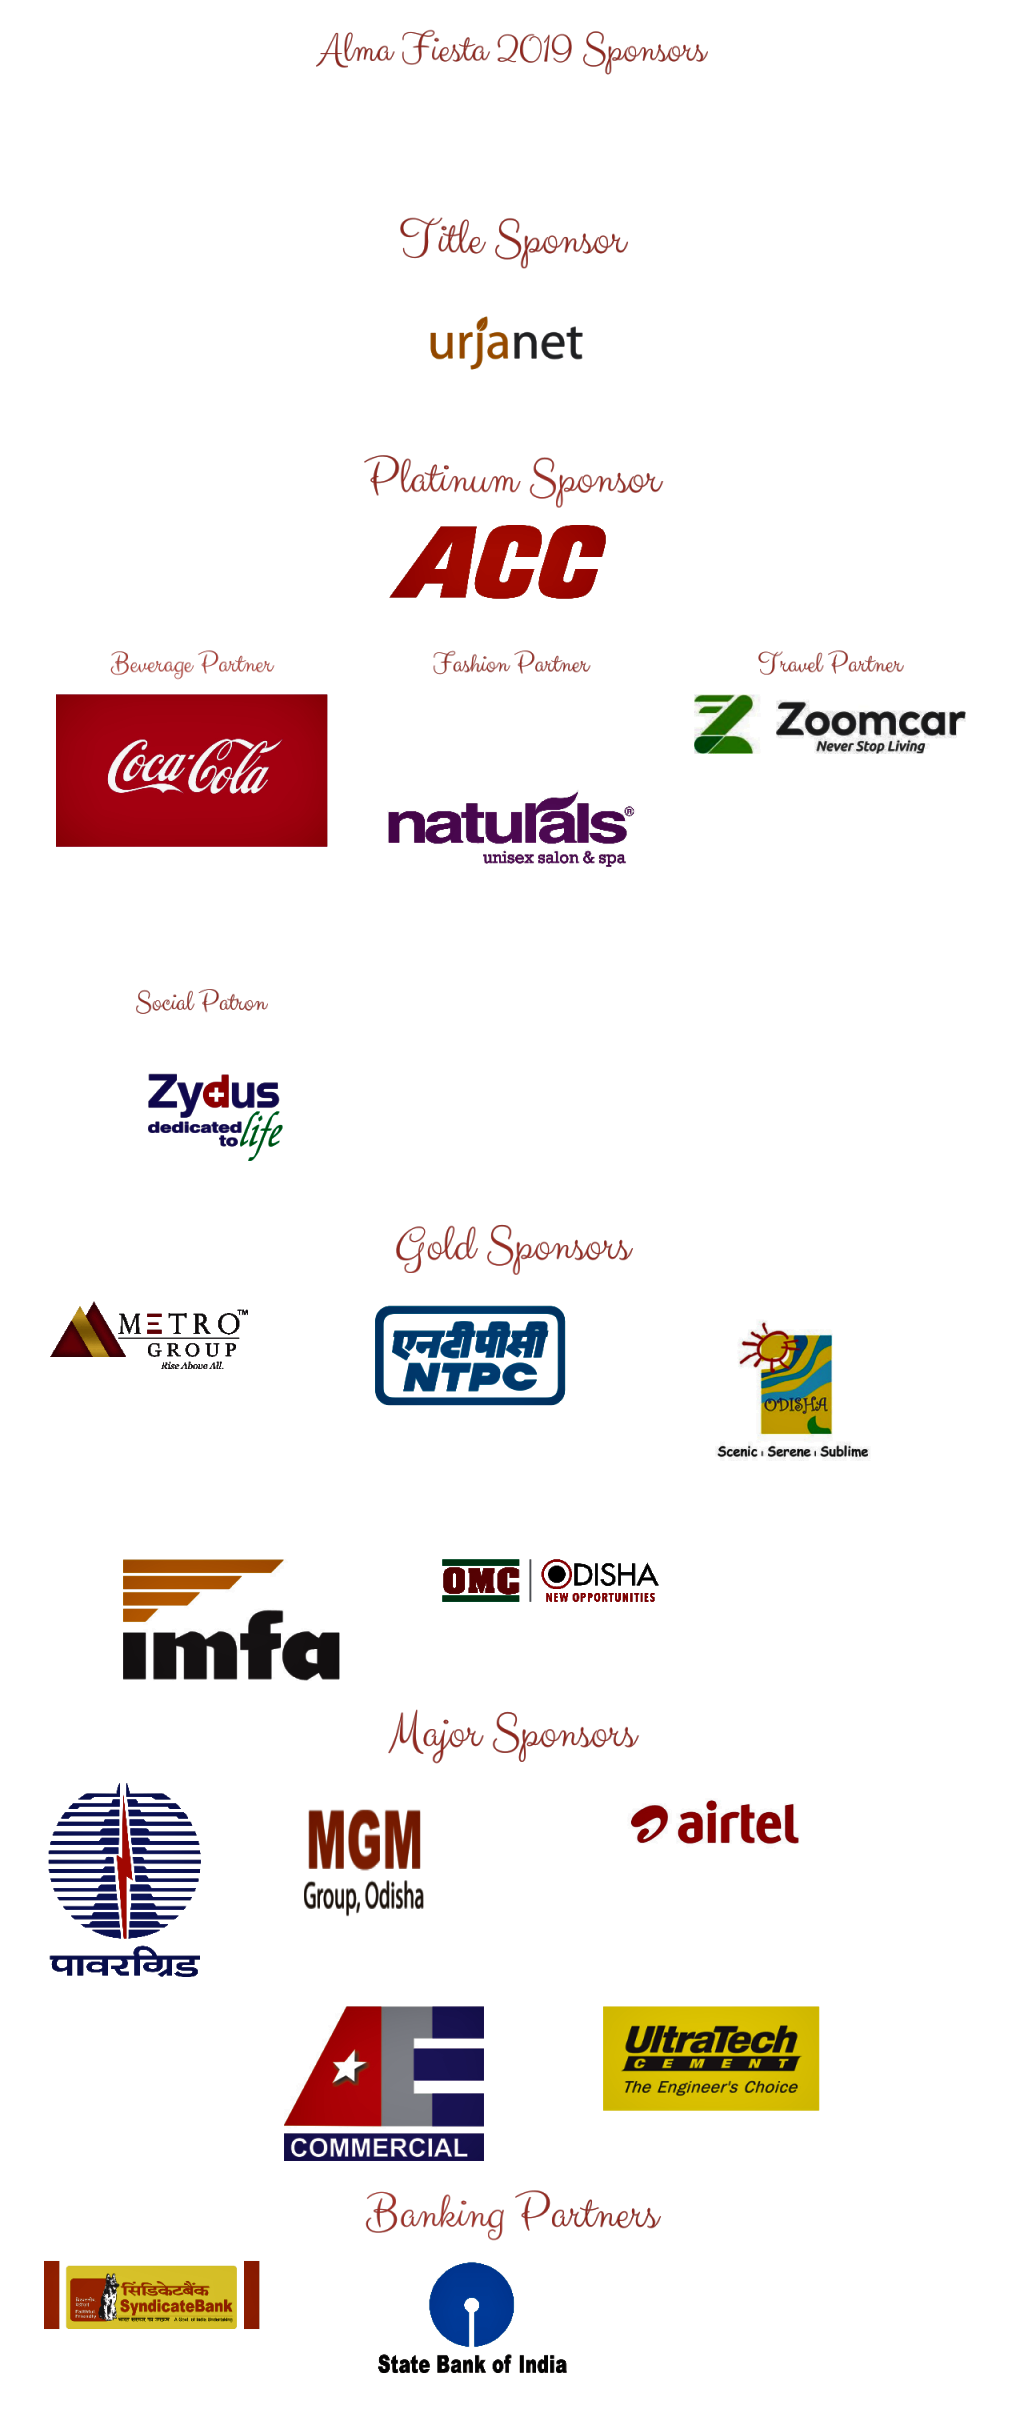 Alma Fiesta 2019 Sponsors
Title Sponsor
urjanet
Platinum Sponsor
ACC
Beverage Partner
Fashion Partner
Travel Partner
Coca-Cola
Zoomcar
Never Stop Living
naturals®
unisex salon & spa
Social Patron
Zydus
dedicated
to life
Gold Sponsors
METRO™
GROUP
Rise Above All.
एनटीपीसी
NTPC
ODISHA
Scenic Serene Sublime
imfa
OMC
ODISHA
NEW OPPORTUNITIES
Major Sponsors
पावरग्रिड
MGM
Group, Odisha
airtel
AE
COMMERCIAL
UltraTech
CEMENT
The Engineer's Choice
Banking Partners
सिंडिकेटबैंक
SyndicateBank
State Bank of India